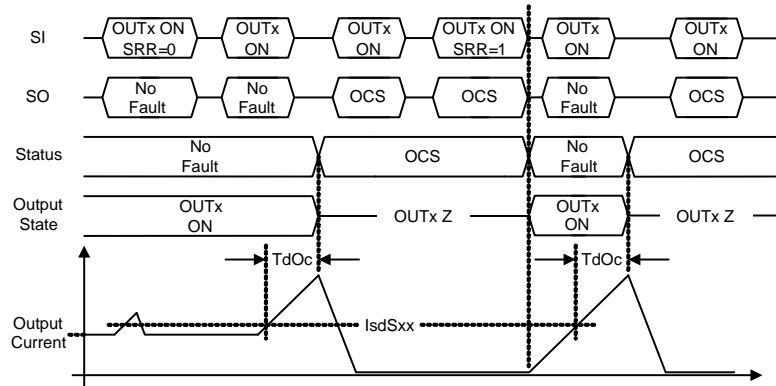 SI
OUTx ON
SRR=0
OUTx
ON
OUTx
ON
OUTx ON
SRR=1
OUTx
ON
OUTx
ON
SO
No
Fault
No
Fault
OCS
OCS
No
Fault
OCS
Status
No
Fault
OCS
No
Fault
OCS
Output
State
OUTx
ON
OUTx Z
OUTx
ON
OUTx Z
TdOc
TdOc
Output
Current
IsdSxx